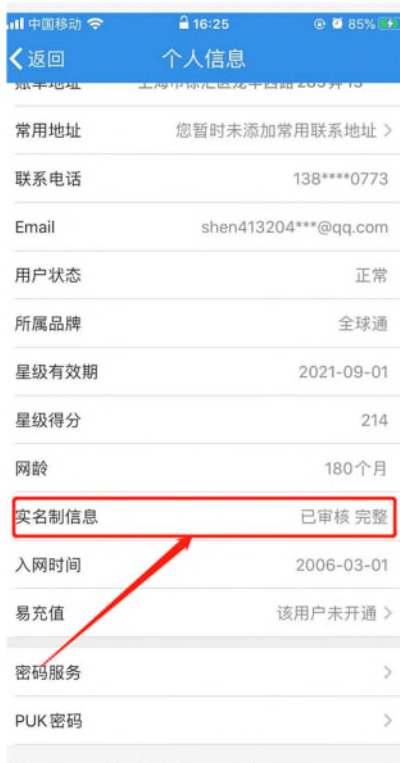 中国移动 16:25 85%
返回 个人信息
常用地址 您暂时未添加常用联系地址
联系电话 138****0773
Email shen413204***@qq.com
用户状态 正常
所属品牌 全球通
星级有效期 2021-09-01
星级得分 214
网龄 180个月
实名制信息 已审核 完整
入网时间 2006-03-01
易充值 该用户未开通
密码服务
PUK密码